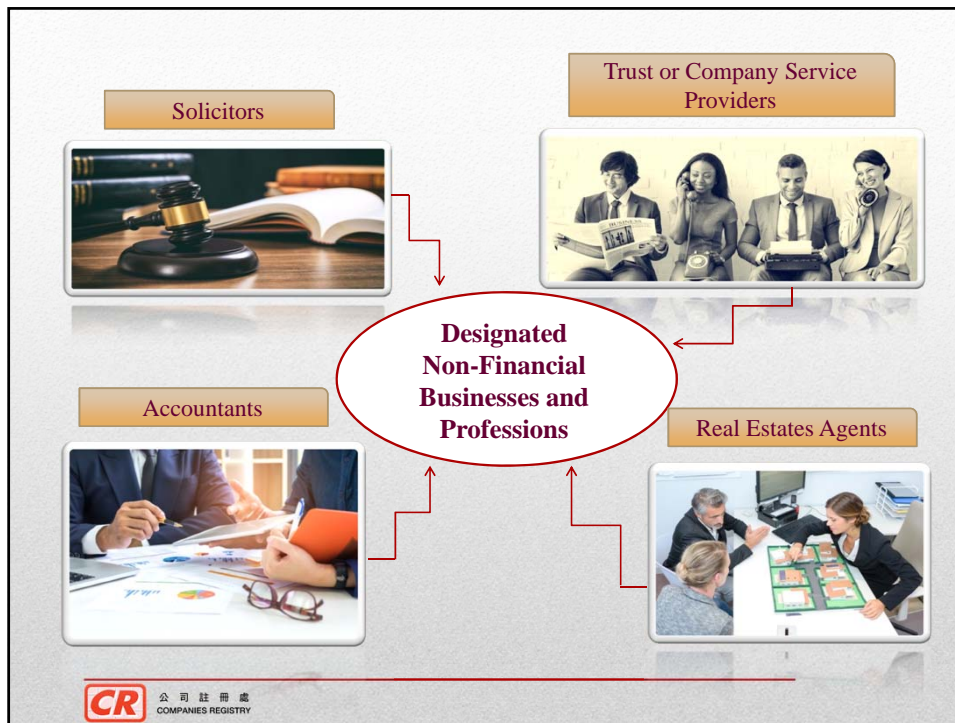 Solicitors
Trust or Company Service
Providers
BUSINESS
Designated
Non-Financial
Businesses and
Professions
Accountants
Real Estates Agents
CR
公司註冊處
COMPANIES REGISTRY